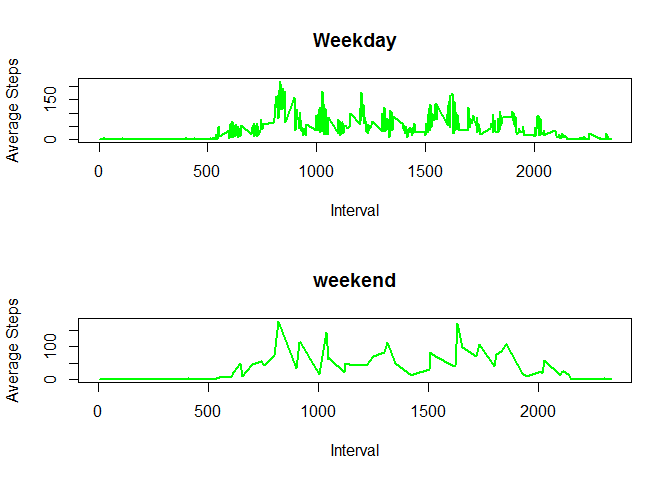 Weekday
Average Steps
150
0
0 500 1000 1500 2000
Interval
weekend
Average Steps
100
0
0 500 1000 1500 2000
Interval